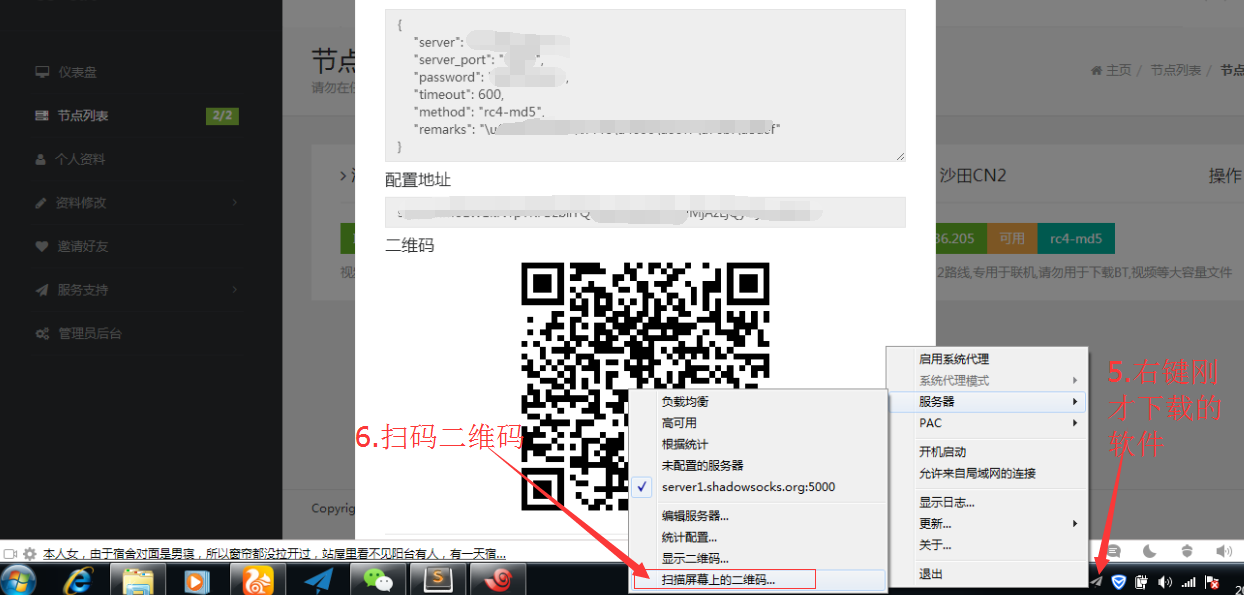 {
"server":
"server_port": "
"password":
"timeout": 600,
"method": "rc4-md5",
"remarks": "\u
}
配置地址
二维码
仪表盘
节点列表
2/2
个人资料
资料修改
邀请好友
服务支持
管理员后台
节点
请勿在任
主页 / 节点列表 / 节点
沙田CN2
操作
36.205
可用
rc4-md5
2路线,专用于联机,请勿用于下载BT,视频等大容量文件
Copyrig
启用系统代理
系统代理模式
服务器
PAC
开机启动
允许来自局域网的连接
显示日志...
更新...
关于...
退出
负载均衡
高可用
根据统计
未配置的服务器
server1.shadowsocks.org:5000
编辑服务器...
统计配置...
显示二维码...
扫描屏幕上的二维码...
5.右键刚
才下载的
软件
6.扫码二维码
本人女，由于宿舍对面是男寝，所以窗帘都没拉开过，站屋里看不见阳台有人，有一天宿...
20